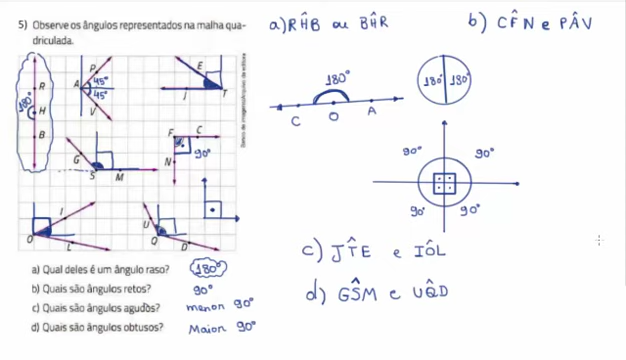 5) Observe os ângulos representados na malha qua-
driculada.
a) RĤB ou BĤR
b) CF̂N e PÂV
180°
R
H
B
P
A
45°
45°
V
E
J
T
180°
C
O
A
180° 180°
F
C
N
90°
G
S
M
O
I
L
U
Q
D
90° 90°
90° 90°
a) Qual deles é um ângulo raso? 180°
b) Quais são ângulos retos? 90°
c) Quais são ângulos agudos? menor 90°
d) Quais são ângulos obtusos? Maior 90°
c) JT̂E e IÔL
d) GŜM e UQ̂D